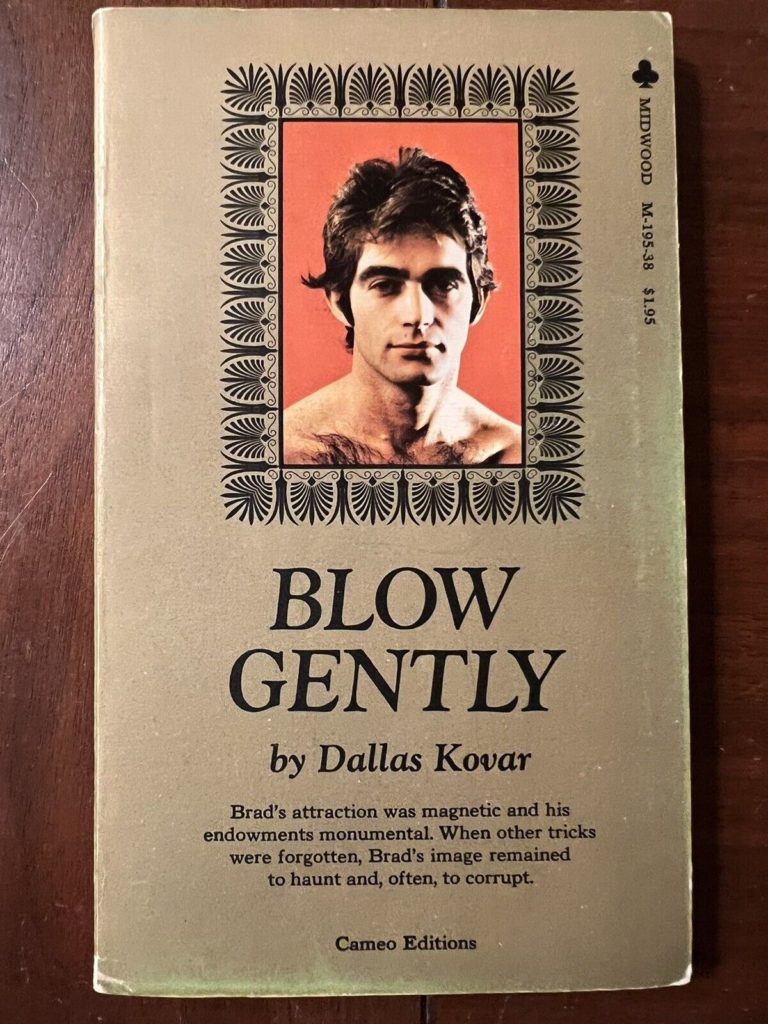 MIDWOOD M-195-38 $1.95
BLOW
GENTLY
by Dallas Kovar
Brad's attraction was magnetic and his
endowments monumental. When other tricks
were forgotten, Brad's image remained
to haunt and, often, to corrupt.
Cameo Editions